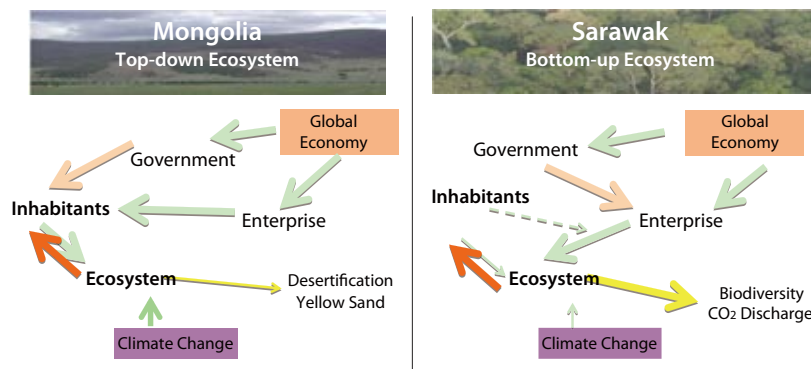 Mongolia
Top-down Ecosystem
Global
Economy
Government
Inhabitants
Enterprise
Ecosystem
Desertification
Yellow Sand
Climate Change
Sarawak
Bottom-up Ecosystem
Global
Economy
Government
Inhabitants
Enterprise
Ecosystem
Biodiversity
CO2 Discharge
Climate Change